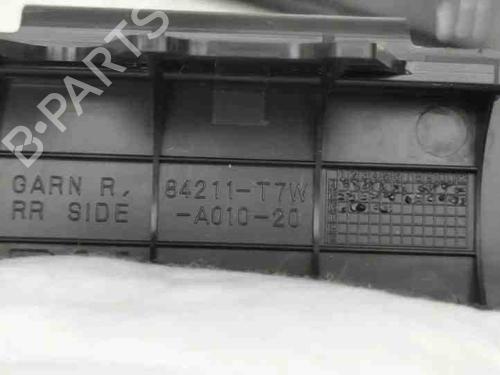 B-PARTS
GARN R, 84211-T7W
RR SIDE -A010-20